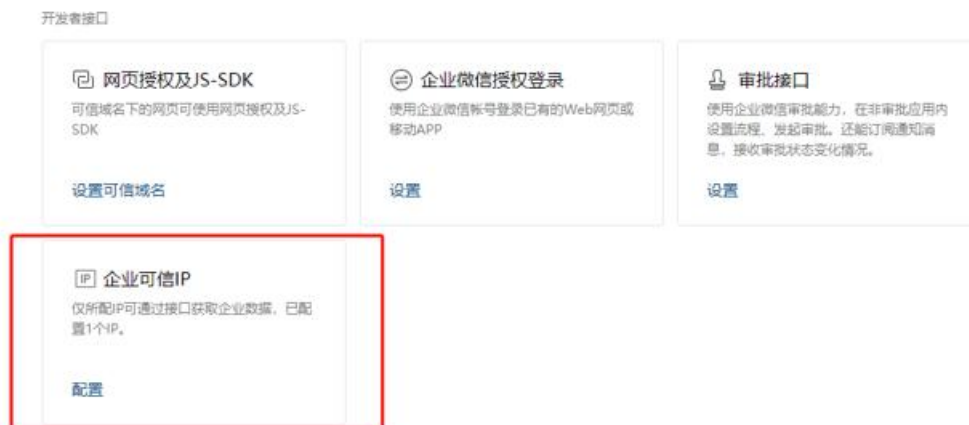 开发者接口
网页授权及JS-SDK
可信域名下的网页可使用网页授权及JS-
SDK
设置可信域名
企业微信授权登录
使用企业微信帐号登录已有的Web网页或
移动APP
设置
审批接口
使用企业微信审批能力，在非审批应用内
设置流程、发起审批。还能订阅通知消
息，接收审批状态变化情况。
设置
IP 企业可信IP
仅所配IP可通过接口获取企业数据，已配
置1个IP。
配置